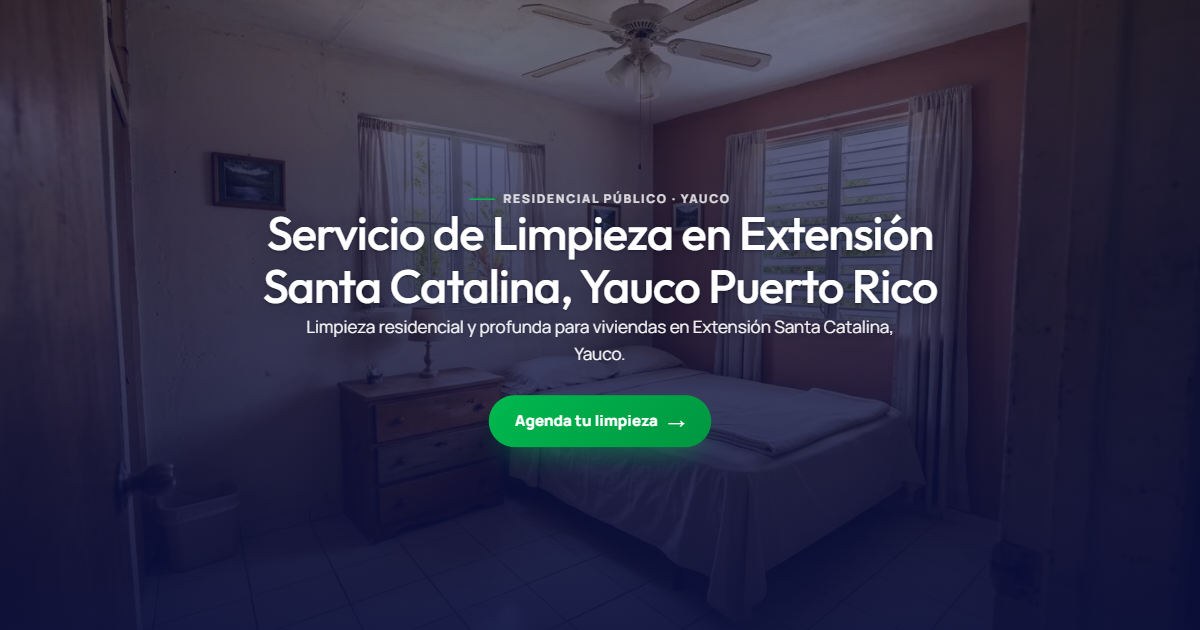 RESIDENCIAL PÚBLICO · YAUCO
Servicio de Limpieza en Extensión
Santa Catalina, Yauco Puerto Rico
Limpieza residencial y profunda para viviendas en Extensión Santa Catalina,
Yauco.
Agenda tu limpieza →